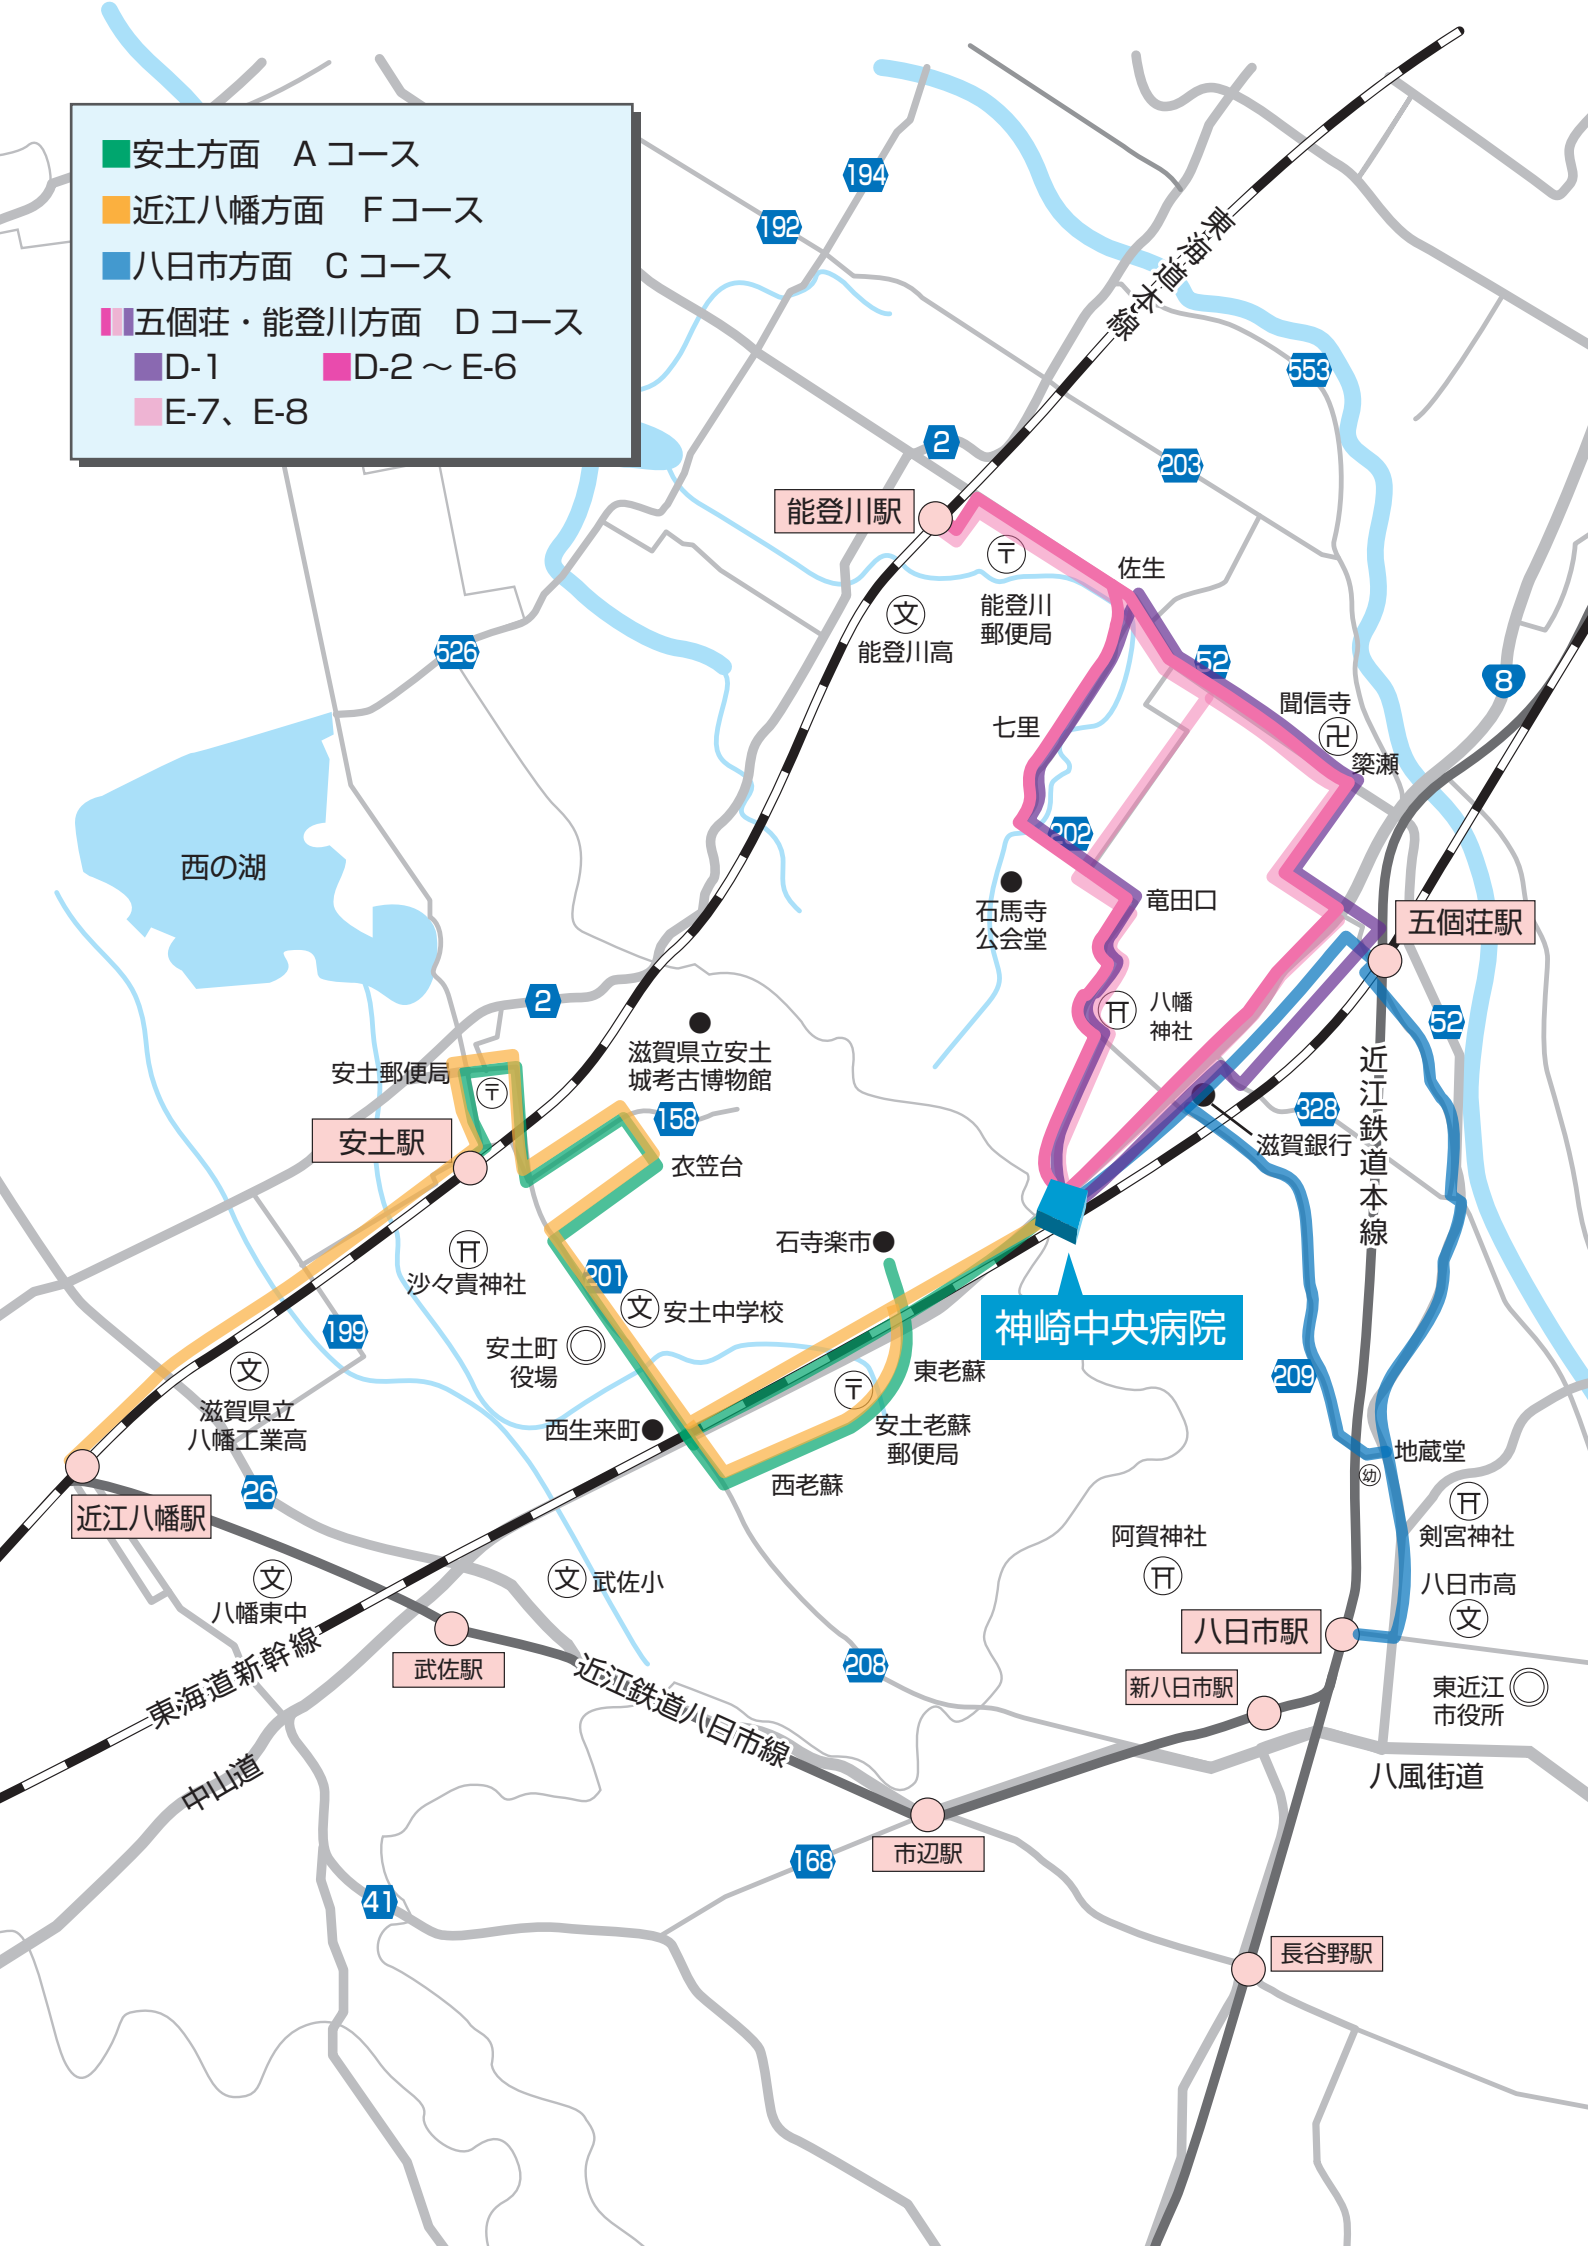 安土方面　A コース
近江八幡方面　F コース
八日市方面　C コース
五個荘・能登川方面　D コース
D-1
D-2 ～ E-6
E-7、E-8
194
192
東海道本線
553
2
203
能登川駅
〒
佐生
能登川
郵便局
文
能登川高
526
52
8
聞信寺
卍
簗瀬
七里
202
西の湖
石馬寺
公会堂
竜田口
五個荘駅
2
八幡
神社
52
滋賀県立安土
城考古博物館
安土郵便局
〒
158
328
安土駅
衣笠台
滋賀銀行
近江鉄道本線
石寺楽市
沙々貴神社
201
文
安土中学校
神崎中央病院
199
安土町
役場
文
滋賀県立
八幡工業高
東老蘇
〒
209
西生来町
安土老蘇
郵便局
地蔵堂
幼
西老蘇
26
近江八幡駅
剣宮神社
阿賀神社
文
八幡東中
文
武佐小
八日市高
文
八日市駅
東海道新幹線
武佐駅
208
近江鉄道八日市線
新八日市駅
東近江
市役所
中山道
八風街道
168
市辺駅
41
長谷野駅